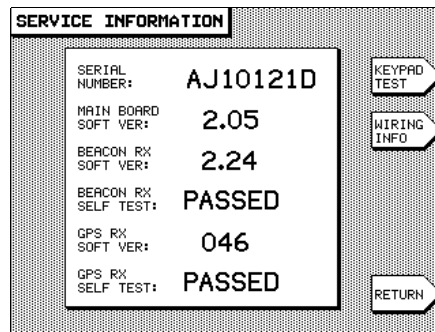 SERVICE INFORMATION
SERIAL
NUMBER: AJ10121D
MAIN BOARD
SOFT VER: 2.05
BEACON RX
SOFT VER: 2.24
BEACON RX
SELF TEST: PASSED
GPS RX
SOFT VER: 046
GPS RX
SELF TEST: PASSED
KEYPAD
TEST
WIRING
INFO
RETURN